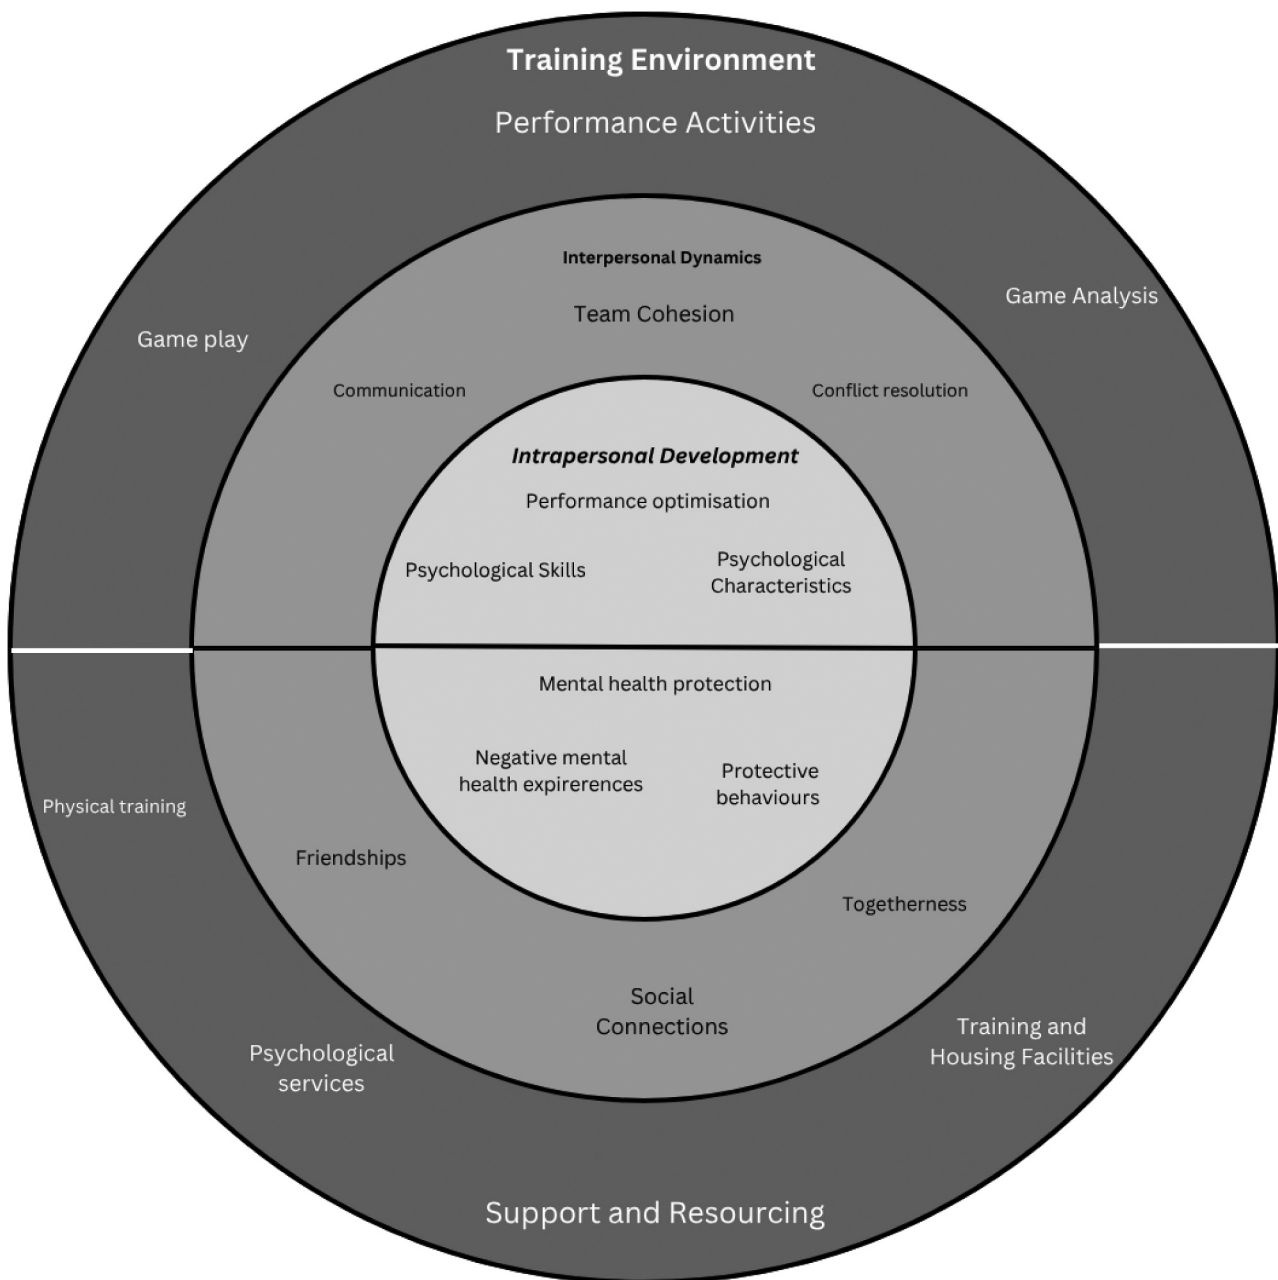 Training Environment
Performance Activities
Interpersonal Dynamics
Game Analysis
Team Cohesion
Game play
Communication
Conflict resolution
Intrapersonal Development
Performance optimisation
Psychological Skills
Psychological
Characteristics
Mental health protection
Negative mental
health expirerences
Protective
behaviours
Physical training
Friendships
Togetherness
Social
Connections
Training and
Housing Facilities
Psychological
services
Support and Resourcing